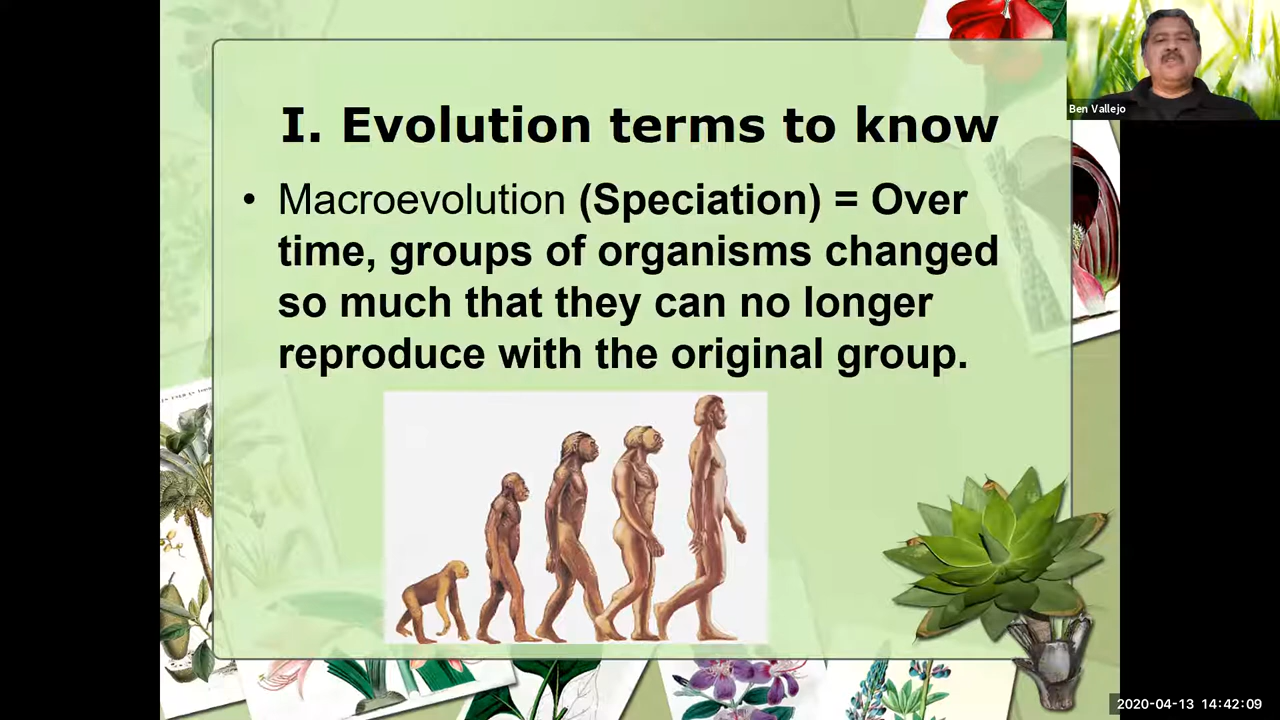 Ben Vallejo
I. Evolution terms to know
• Macroevolution (Speciation) = Over
time, groups of organisms changed
so much that they can no longer
reproduce with the original group.
2020-04-13 14:42:09